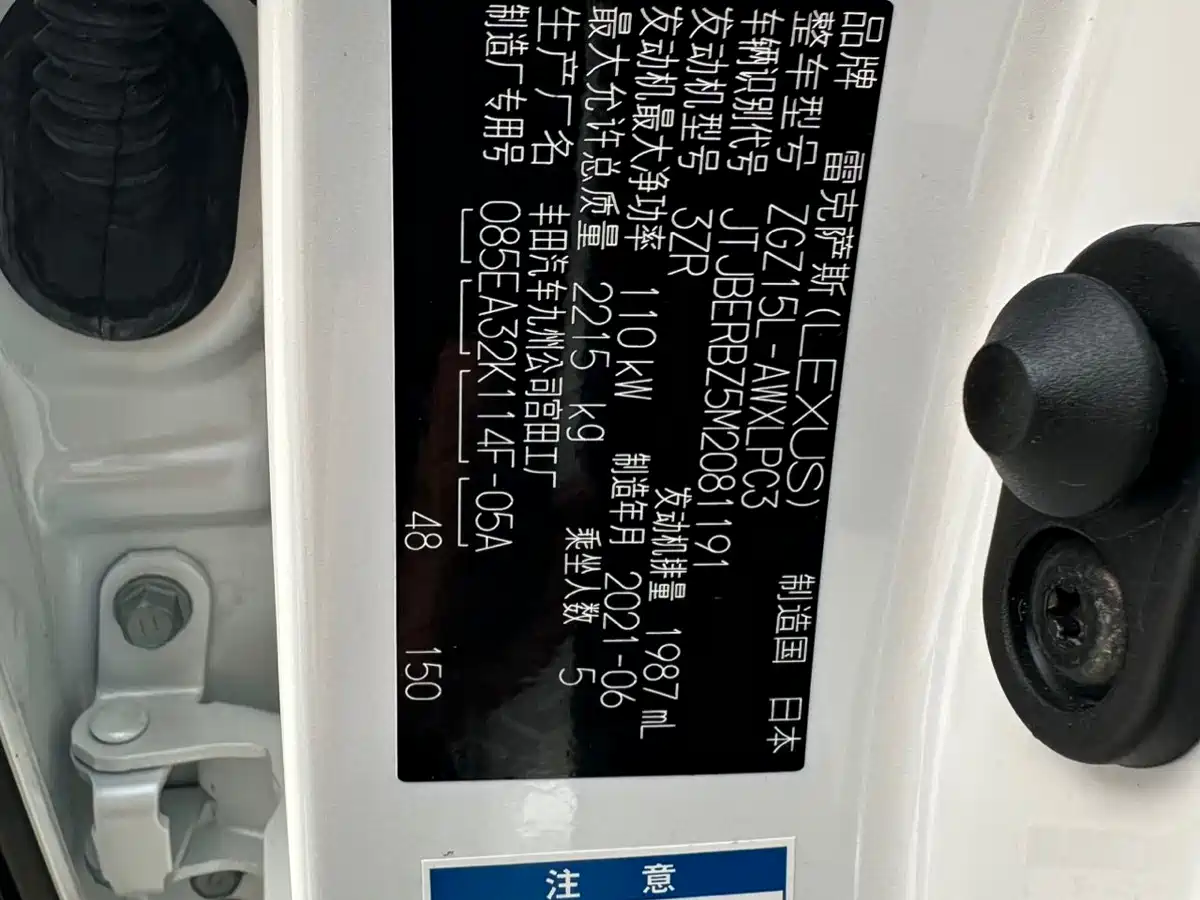 品牌 雷克萨斯(LEXUS) 制造国 日本
整车型号 ZGZ15L-AWXLPC3
车辆识别代号 JTJBERBZ5M2081191
发动机型号 3ZR 发动机排量 1987 mL
发动机最大净功率 110kW 制造年月 2021-06
最大允许总质量 2215 kg 乘坐人数 5
生产厂名 丰田汽车九州公司宫田工厂
制造厂专用号 085EA32K114F-05A
48 150
注 意